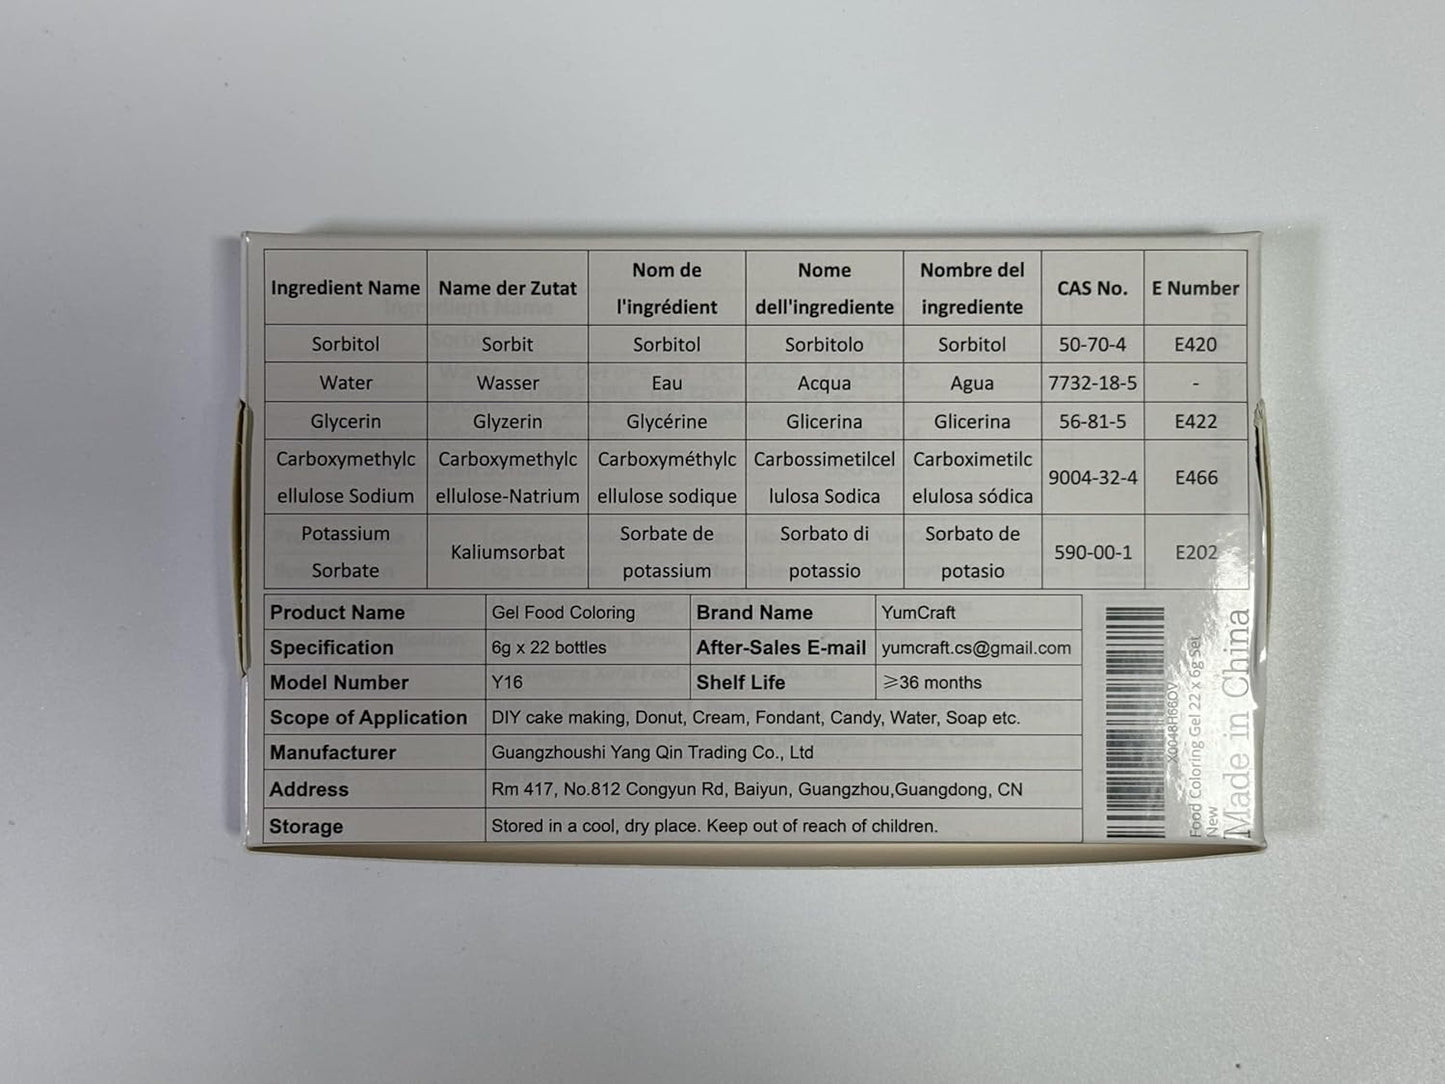 Ingredient Name Name der Zutat Nom de l'ingrédient Nome dell'ingrediente Nombre del ingrediente CAS No. E Number
Sorbitol Sorbit Sorbitol Sorbitolo Sorbitol 50-70-4 E420
Water Wasser Eau Acqua Agua 7732-18-5 -
Glycerin Glyzerin Glycérine Glicerina Glicerina 56-81-5 E422
Carboxymethylc ellulose Sodium Carboxymethylc ellulose-Natrium Carboxyméthylc ellulose sodique Carbossimetilcel lulosa Sodica Carboximetilc elulosa sódica 9004-32-4 E466
Potassium Sorbate Kaliumsorbat Sorbate de potassium Sorbato di potassio Sorbato de potasio 590-00-1 E202
Product Name Gel Food Coloring Brand Name YumCraft
Specification 6g x 22 bottles After-Sales E-mail yumcraft.cs@gmail.com
Model Number Y16 Shelf Life ⩾36 months
Scope of Application DIY cake making, Donut, Cream, Fondant, Candy, Water, Soap etc.
Manufacturer Guangzhoushi Yang Qin Trading Co., Ltd
Address Rm 417, No.812 Congyun Rd, Baiyun, Guangzhou,Guangdong, CN
Storage Stored in a cool, dry place. Keep out of reach of children.
X0048H66OV
Food Coloring Gel 22 x 6g Set
New
Made in China